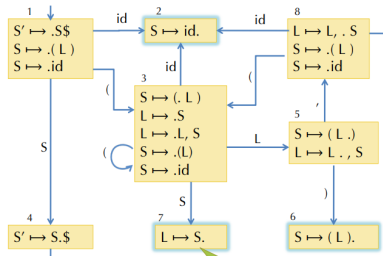 1
S' ↦ .S$
S ↦ .( L )
S ↦ .id
id
2
S ↦ id.
id
8
L ↦ L, . S
S ↦ .(L)
S ↦ .id
(
id
(
3
S ↦ (. L )
L ↦ .S
L ↦ .L, S
S ↦ .(L)
S ↦ .id
(
S
L
,
5
S ↦ (L .)
L ↦ L . , S
S
)
4
S' ↦ S.$
7
L ↦ S.
6
S ↦ ( L ).